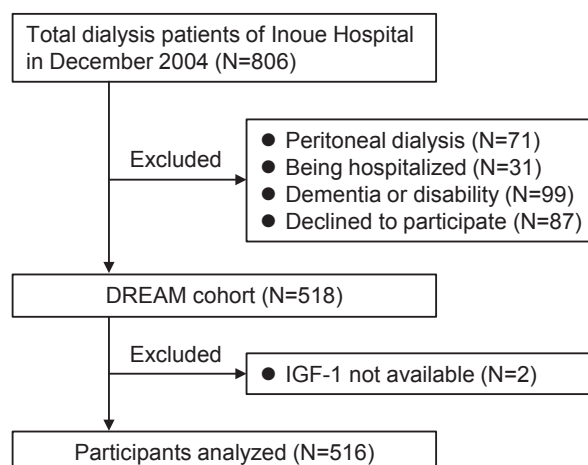 Total dialysis patients of Inoue Hospital
in December 2004 (N=806)
Excluded
● Peritoneal dialysis (N=71)
● Being hospitalized (N=31)
● Dementia or disability (N=99)
● Declined to participate (N=87)
DREAM cohort (N=518)
Excluded
● IGF-1 not available (N=2)
Participants analyzed (N=516)